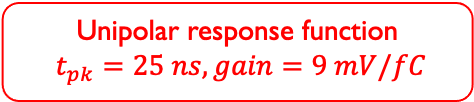 Unipolar response function
t_pk = 25 ns, gain = 9 mV/fC